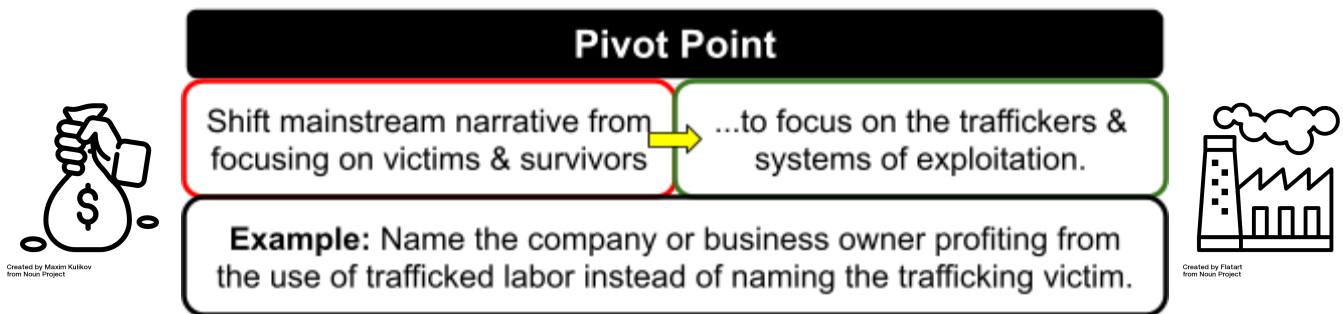 Pivot Point
Shift mainstream narrative from
focusing on victims & survivors
...to focus on the traffickers &
systems of exploitation.
Example: Name the company or business owner profiting from
the use of trafficked labor instead of naming the trafficking victim.
$
Created by Maxim Kulikov
from Noun Project
Created by Flatart
from Noun Project